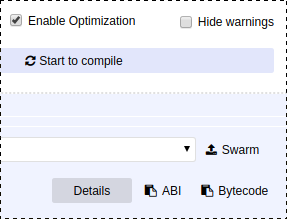 Enable Optimization Hide warnings
Start to compile
Swarm
Details ABI Bytecode